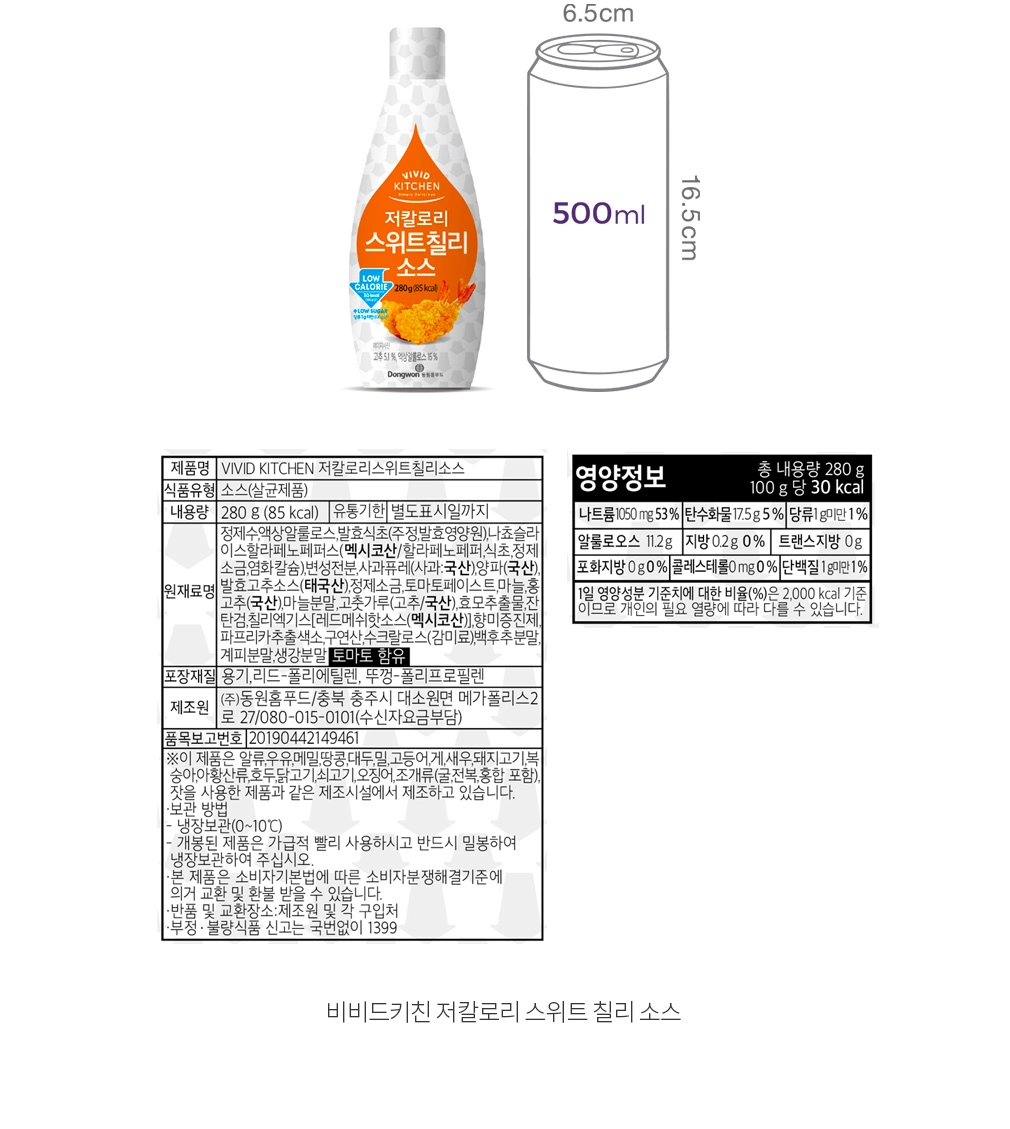 6.5cm
VIVID
KITCHEN
저칼로리
스위트칠리
소스
280g (85 kcal)
LOW
CALORIE
30 kcal
+LOW SUGAR
고추 5.1 %, 액상알룰로스 15 %
Dongwon 동원홈푸드
500ml
16.5cm
제품명 VIVID KITCHEN 저칼로리스위트칠리소스
식품유형 소스(살균제품)
내용량 280 g (85 kcal) 유통기한 별도표시일까지
원재료명
정제수,액상알룰로스,발효식초(주정,발효영양원),나쵸슬라
이스할라페노페퍼스(멕시코산/할라페노페퍼,식초,정제
소금,염화칼슘),변성전분,사과퓨레(사과:국산)양파(국산),
발효고추소스(태국산),정제소금,토마토페이스트,마늘,홍
고추(국산),마늘분말,고춧가루(고추/국산),효모추출물,잔
탄검,칠리엑기스[레드메쉬핫소스(멕시코산)],향미증진제,
파프리카추출색소,구연산,수크랄로스(감미료)백후추분말,
계피분말,생강분말 토마토 함유
포장재질 용기,리드-폴리에틸렌, 뚜껑-폴리프로필렌
제조원 (주)동원홈푸드/충북 충주시 대소원면 메가폴리스2
로 27/080-015-0101(수신자요금부담)
품목보고번호 20190442149461
※이 제품은 알류,우유,메밀,땅콩,대두,밀,고등어,게,새우,돼지고기,복
숭아,아황산류,호두,닭고기,쇠고기,오징어,조개류(굴,전복,홍합 포함),
잣을 사용한 제품과 같은 제조시설에서 제조하고 있습니다.
·보관 방법
- 냉장보관(0~10℃)
- 개봉된 제품은 가급적 빨리 사용하시고 반드시 밀봉하여
냉장보관하여 주십시오.
·본 제품은 소비자기본법에 따른 소비자분쟁해결기준에
의거 교환 및 환불 받을 수 있습니다.
·반품 및 교환장소:제조원 및 각 구입처
·부정·불량식품 신고는 국번없이 1399
영양정보 총 내용량 280 g
100 g 당 30 kcal
나트륨 1050 mg 53% 탄수화물 17.5 g 5 % 당류 1 g미만 1 %
알룰로오스 11.2g 지방 0.2 g 0 % 트랜스지방 0 g
포화지방 0 g 0 % 콜레스테롤 0 mg 0 % 단백질 1 g미만 1 %
1일 영양성분 기준치에 대한 비율(%)은 2,000 kcal 기준
이므로 개인의 필요 열량에 따라 다를 수 있습니다.
비비드키친 저칼로리 스위트 칠리 소스